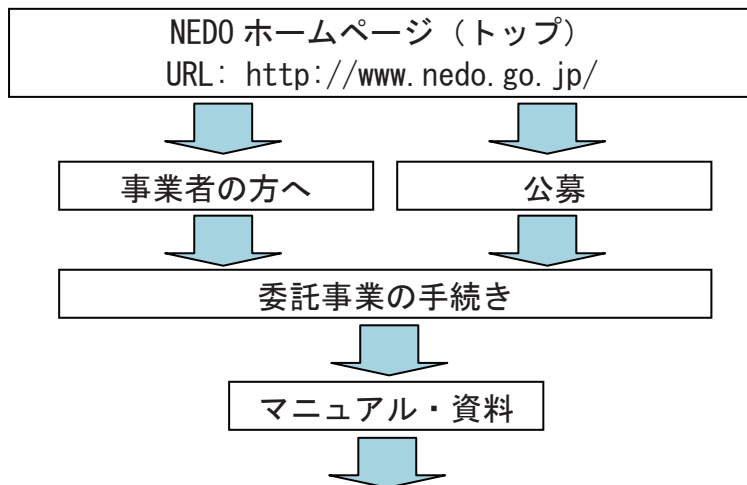 NEDO ホームページ（トップ）
URL: http://www.nedo.go.jp/
事業者の方へ
公募
委託事業の手続き
マニュアル・資料